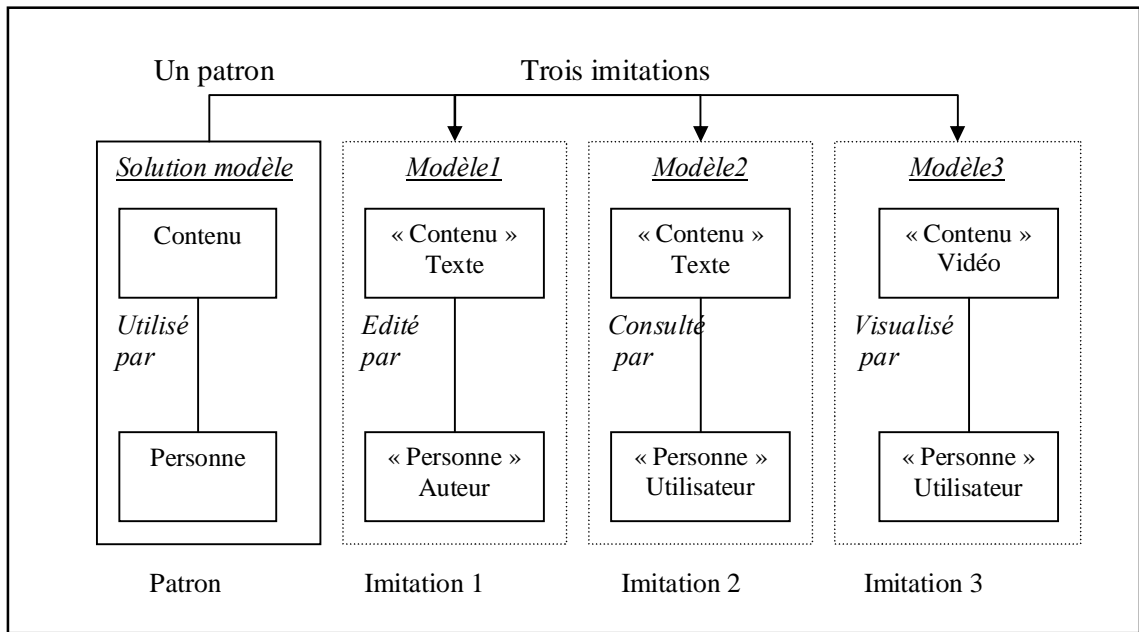 Un patron
Trois imitations
Solution modèle
Contenu
Utilisé
par
Personne
Modèle1
« Contenu »
Texte
Edité
par
« Personne »
Auteur
Modèle2
« Contenu »
Texte
Consulté
par
« Personne »
Utilisateur
Modèle3
« Contenu »
Vidéo
Visualisé
par
« Personne »
Utilisateur
Patron
Imitation 1
Imitation 2
Imitation 3